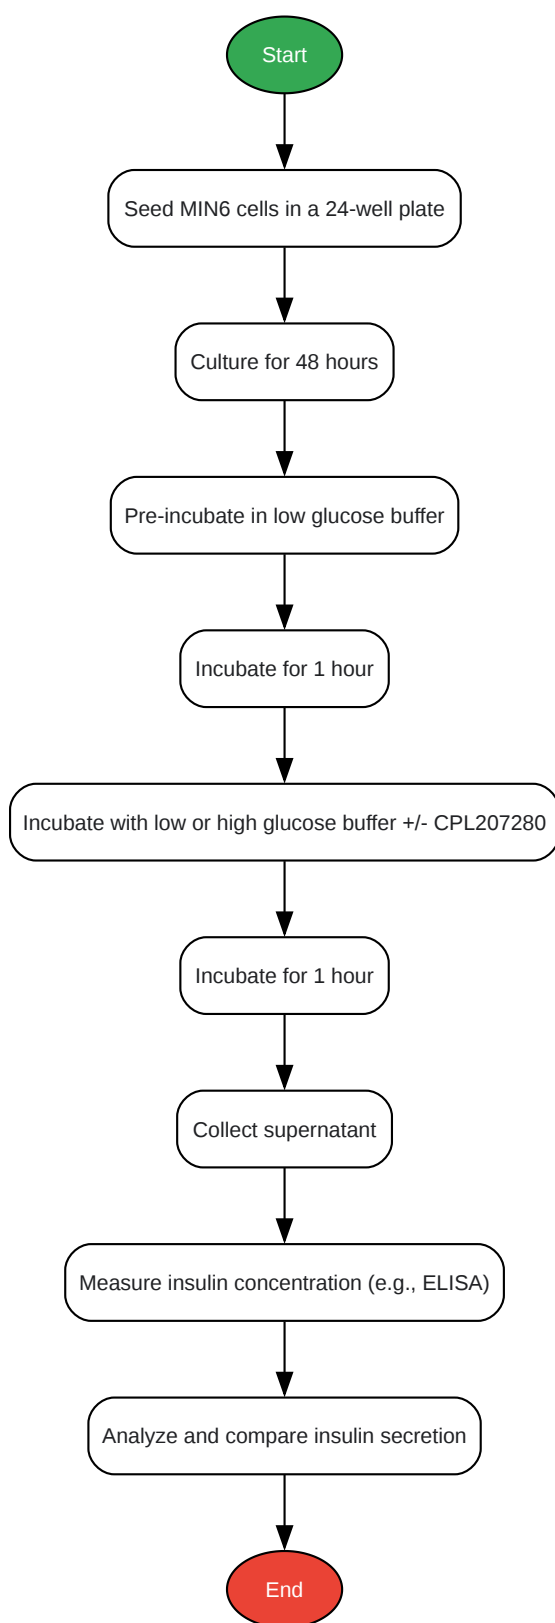 Start
Seed MIN6 cells in a 24-well plate
Culture for 48 hours
Pre-incubate in low glucose buffer
Incubate for 1 hour
Incubate with low or high glucose buffer +/- CPL207280
Incubate for 1 hour
Collect supernatant
Measure insulin concentration (e.g., ELISA)
Analyze and compare insulin secretion
End